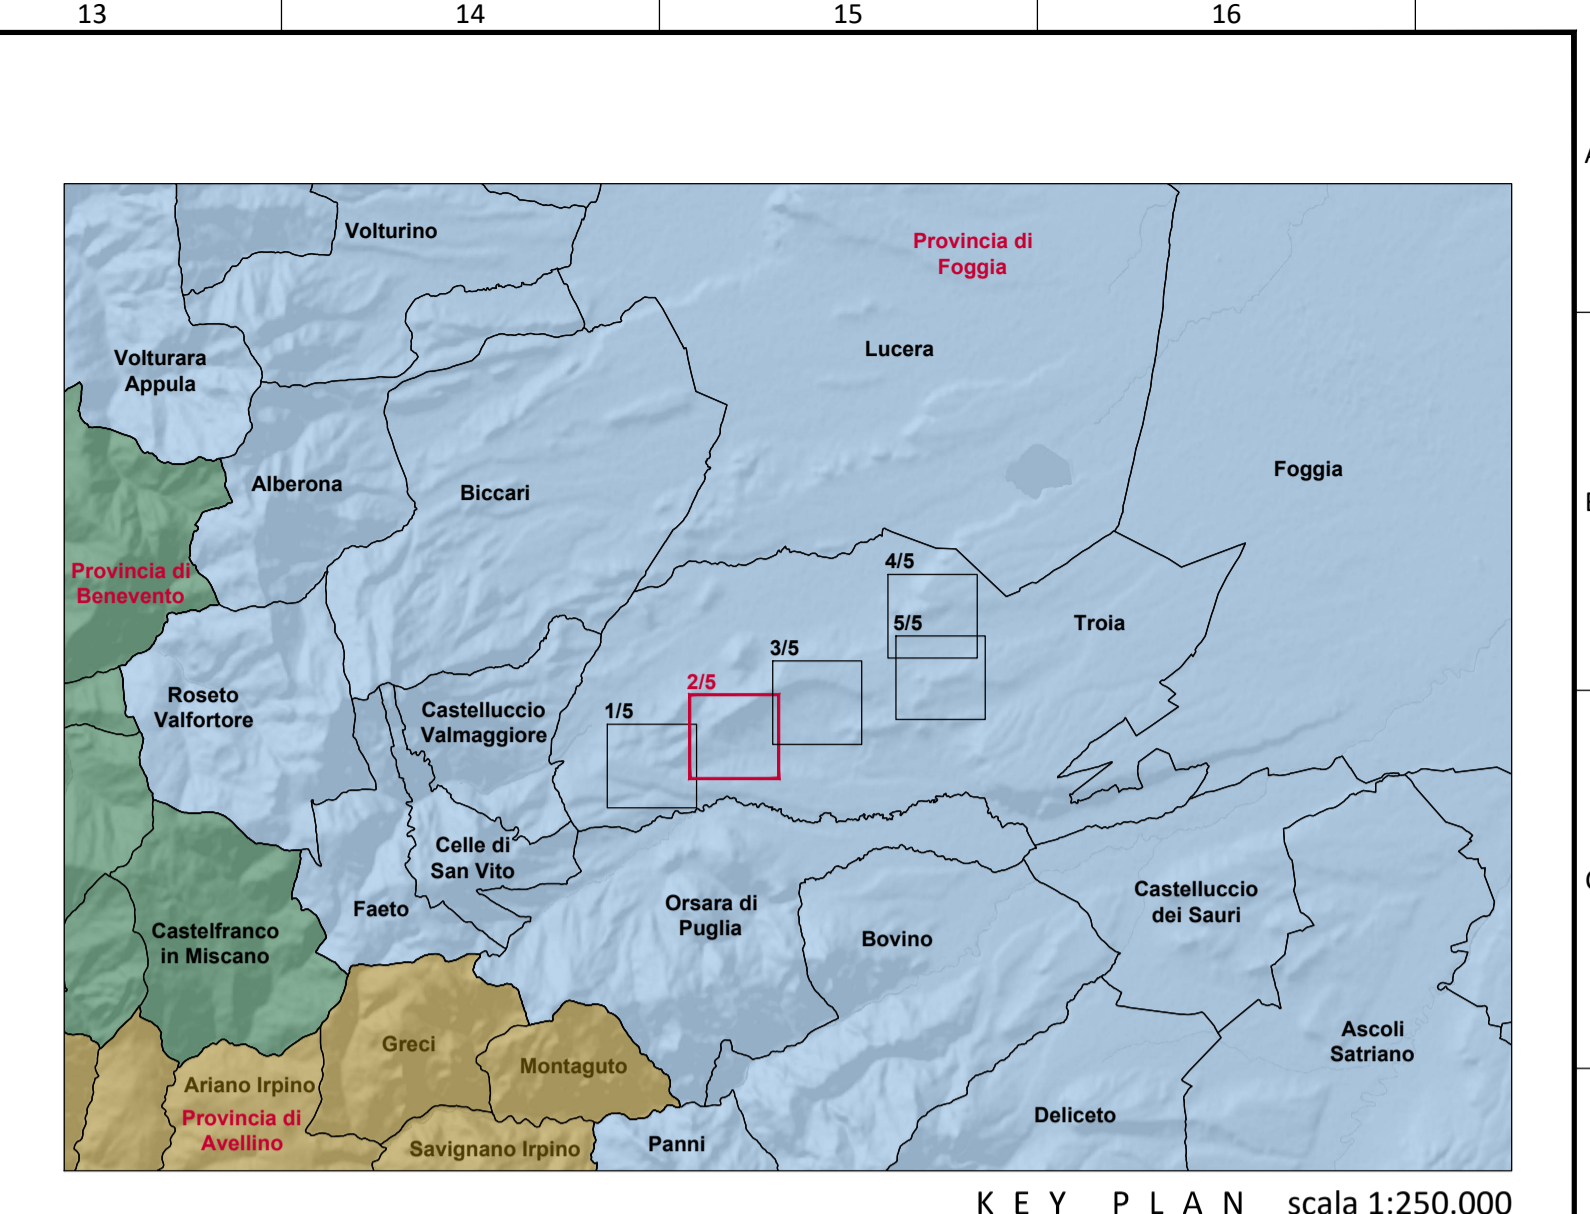 13 14 15 16
A
Volturino
Provincia di
Foggia
Lucera
Volturara
Appula
Foggia
Alberona
Biccari
B
4/5
Provincia di
Benevento
5/5
Troia
3/5
2/5
1/5
Roseto
Valfortore
Castelluccio
Valmaggiore
Celle di
San Vito
C
Faeto
Orsara di
Puglia
Castelluccio
dei Sauri
Castelfranco
in Miscano
Bovino
Ascoli
Satriano
Greci
Montaguto
Ariano Irpino
Provincia di
Avellino
Savignano Irpino
Panni
Deliceto
KEY PLAN scala 1:250.000